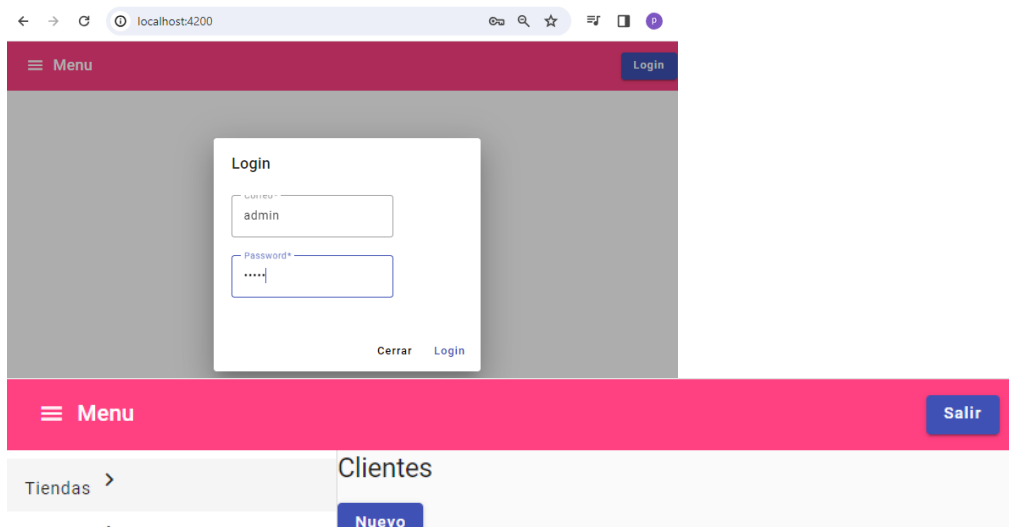 localhost:4200
P
Menu
Login
Login
Correo*
admin
Password*
•••••
Cerrar Login
Menu
Salir
Tiendas
Clientes
Nuevo